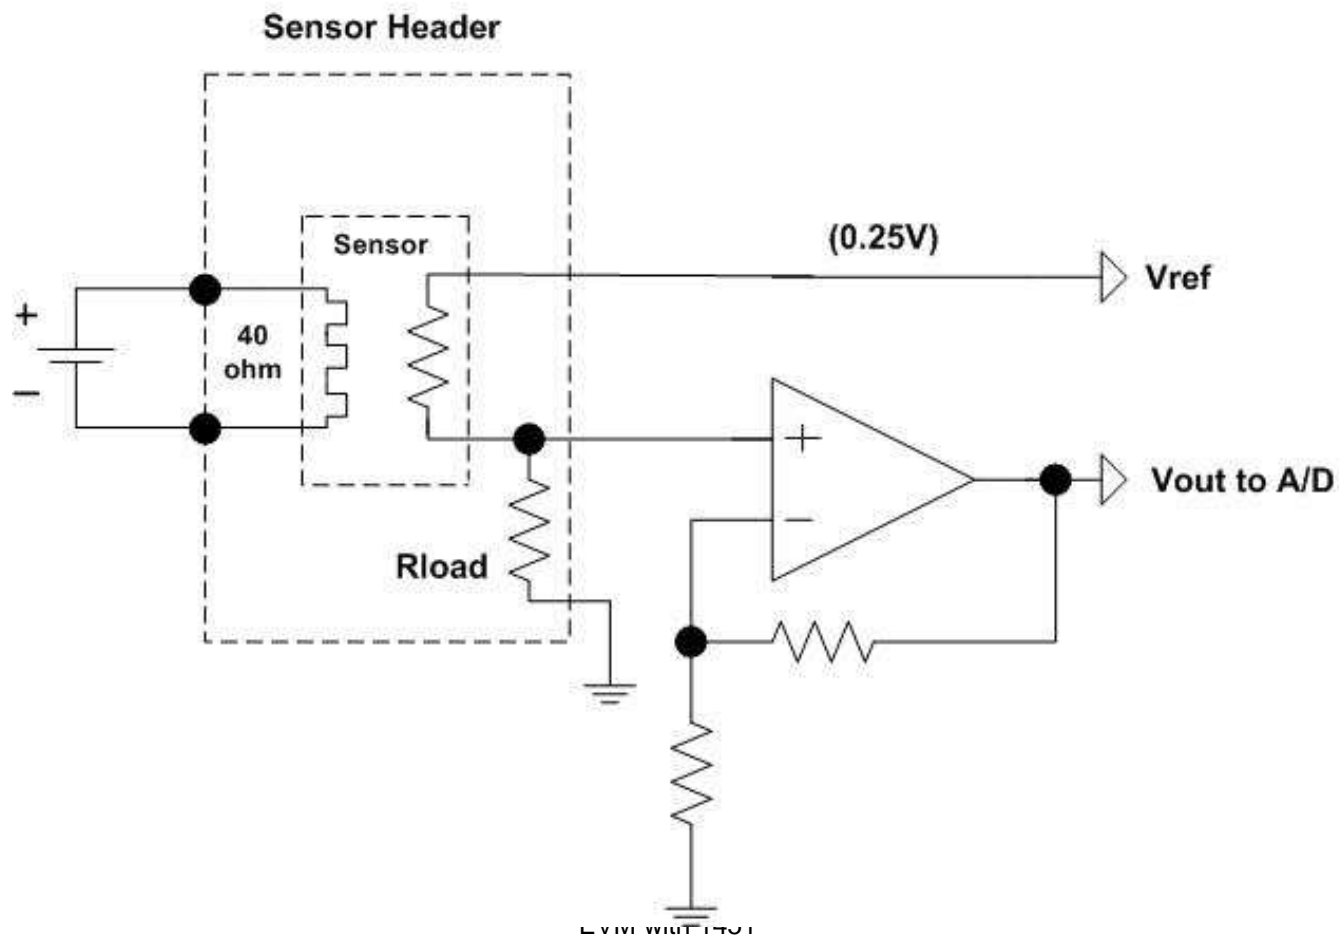 Sensor Header
Sensor
(0.25V)
Vref
+
40
ohm
−
+
Vout to A/D
−
Rload